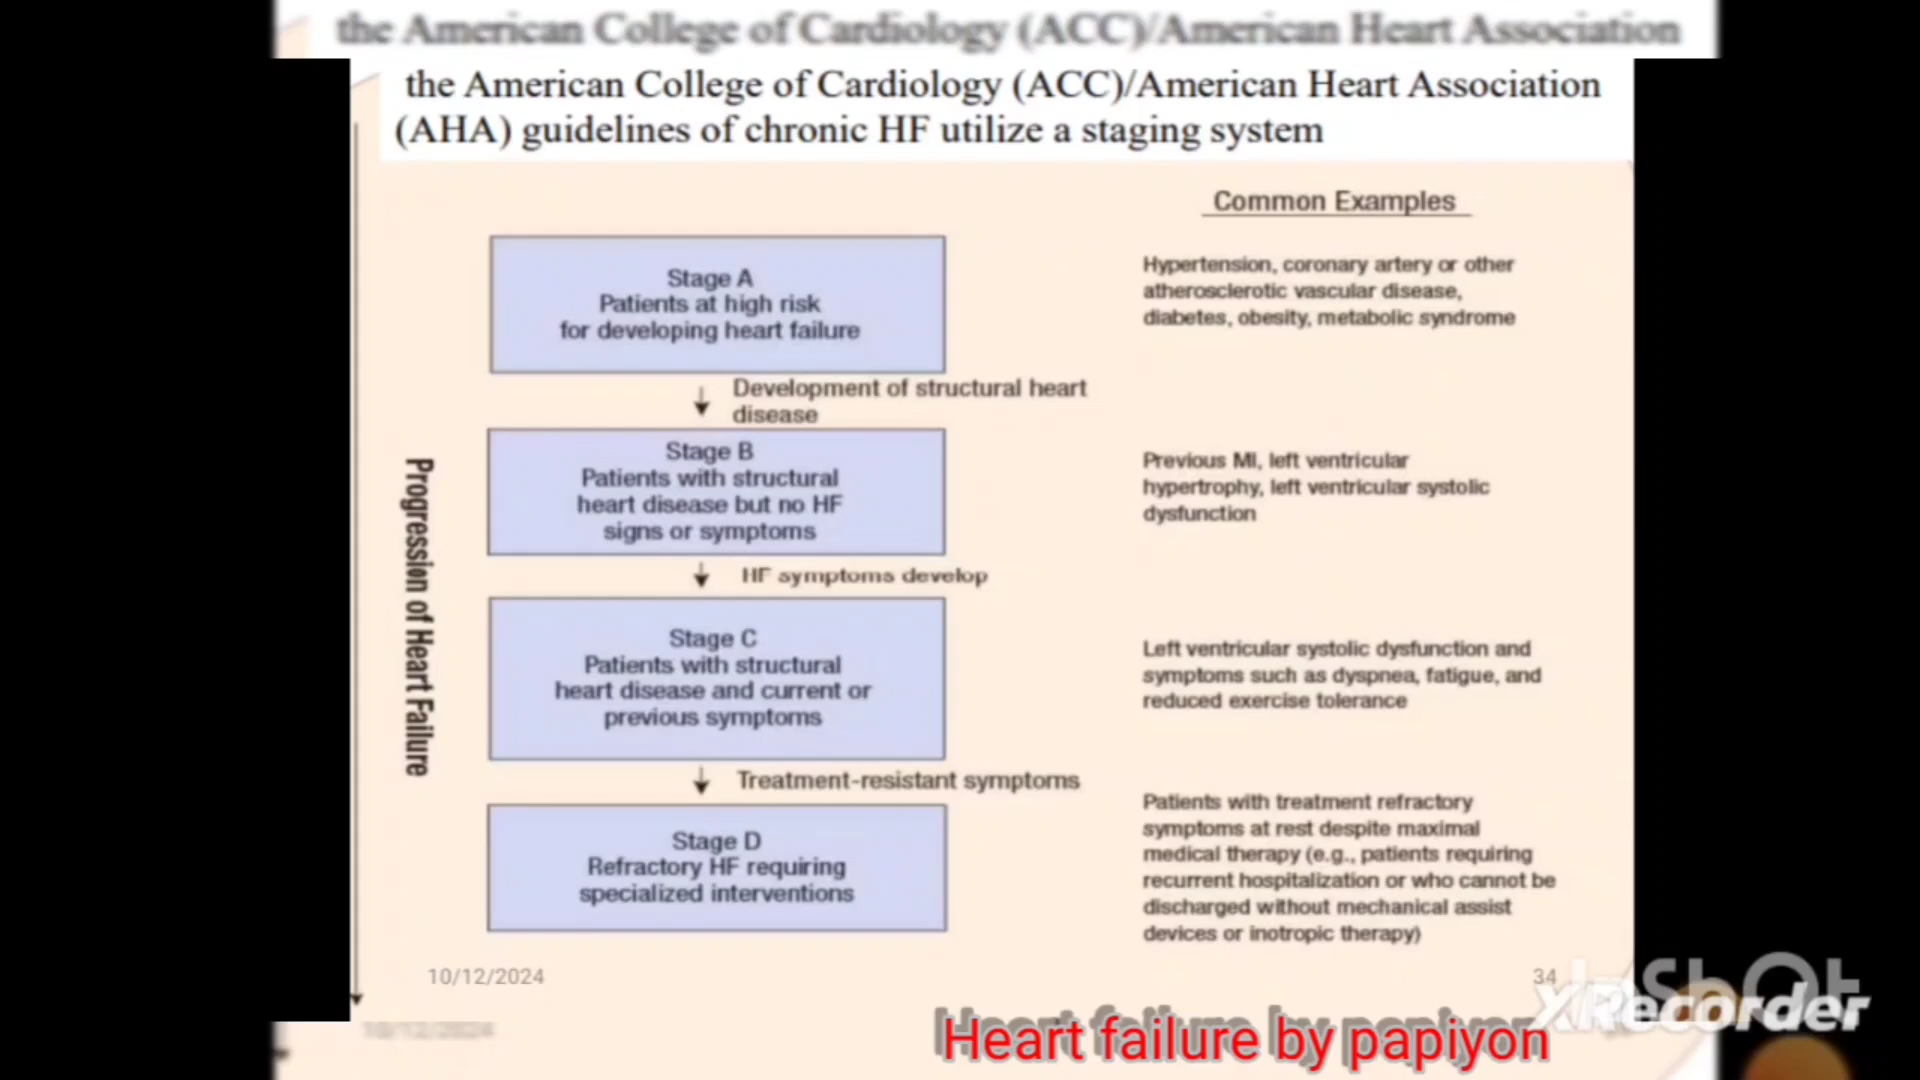 the American College of Cardiology (ACC)/American Heart Association
the American College of Cardiology (ACC)/American Heart Association
(AHA) guidelines of chronic HF utilize a staging system
Common Examples
Stage A
Patients at high risk
for developing heart failure
Hypertension, coronary artery or other
atherosclerotic vascular disease,
diabetes, obesity, metabolic syndrome
Development of structural heart
disease
Stage B
Patients with structural
heart disease but no HF
signs or symptoms
Previous MI, left ventricular
hypertrophy, left ventricular systolic
dysfunction
HF symptoms develop
Progression of Heart Failure
Stage C
Patients with structural
heart disease and current or
previous symptoms
Left ventricular systolic dysfunction and
symptoms such as dyspnea, fatigue, and
reduced exercise tolerance
Treatment-resistant symptoms
Stage D
Refractory HF requiring
specialized interventions
Patients with treatment refractory
symptoms at rest despite maximal
medical therapy (e.g., patients requiring
recurrent hospitalization or who cannot be
discharged without mechanical assist
devices or inotropic therapy)
10/12/2024
34
InShOt
XRecorder
10/12/2024
Heart failure by papiyon